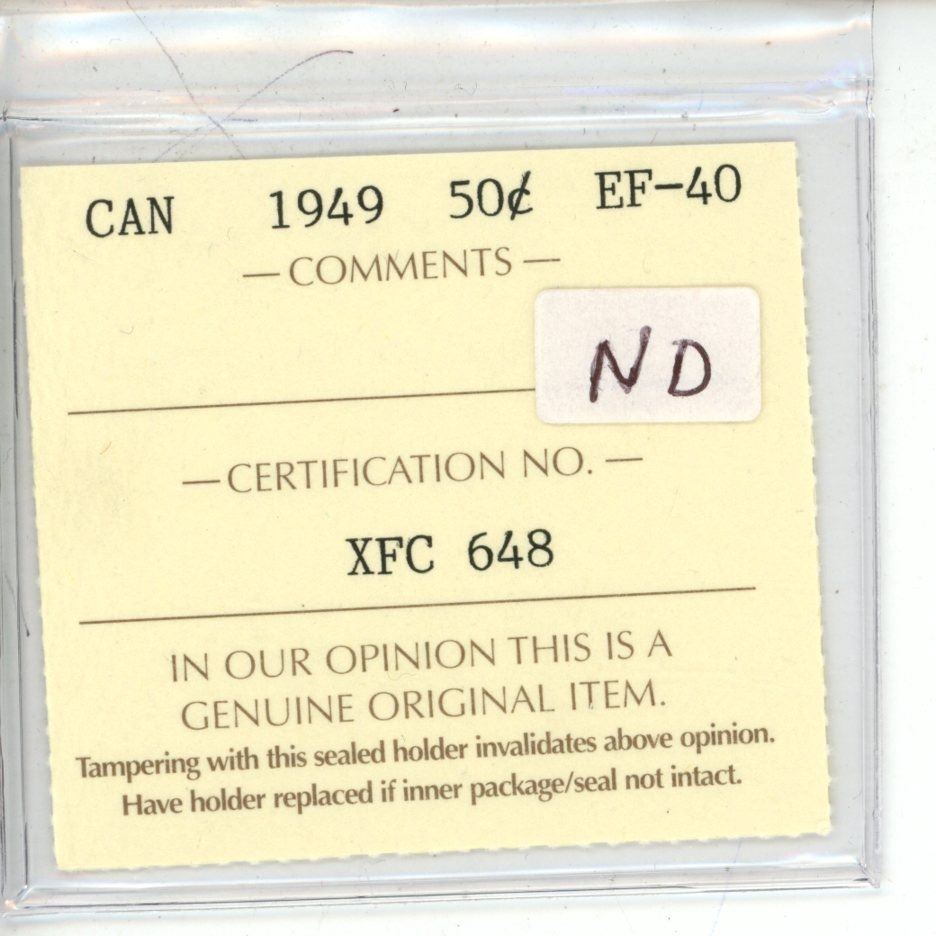 CAN 1949 50¢ EF-40
— COMMENTS —
ND
— CERTIFICATION NO. —
XFC 648
IN OUR OPINION THIS IS A
GENUINE ORIGINAL ITEM.
Tampering with this sealed holder invalidates above opinion.
Have holder replaced if inner package/seal not intact.